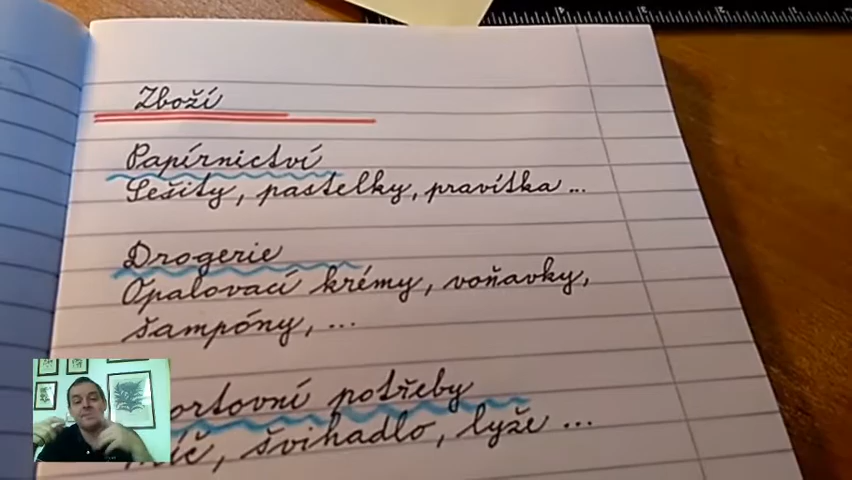 Zboží
Papírnictví
Sešity, pastelky, pravítka ...
Drogerie
Opalovací krémy, voňavky,
šampóny, ...
potřeby
švihadlo, lyže ...